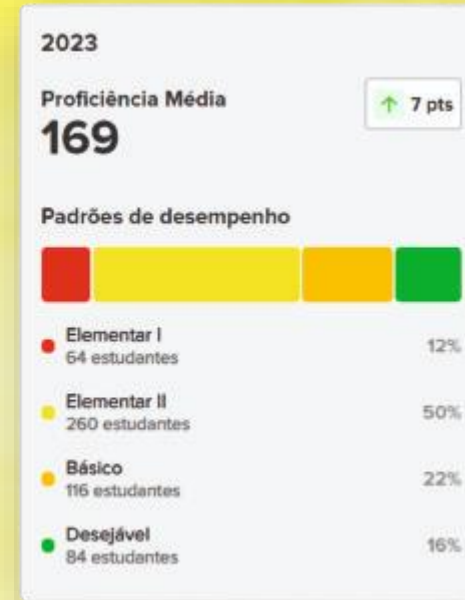 2023
Proficiência Média
169
↑ 7 pts
Padrões de desempenho
Elementar I
64 estudantes
12%
Elementar II
260 estudantes
50%
Básico
116 estudantes
22%
Desejável
84 estudantes
16%